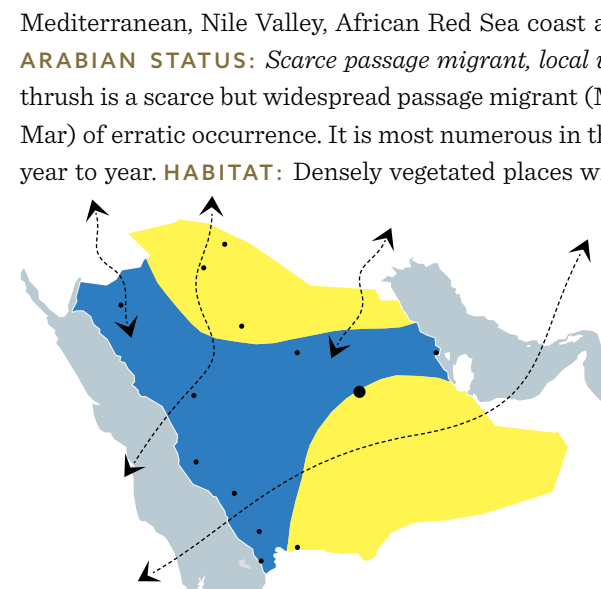 Mediterranean, Nile Valley, African Red Sea coast
ARABIAN STATUS: Scarce passage migrant, local
thrush is a scarce but widespread passage migrant
Mar) of erratic occurrence. It is most numerous in
year to year. HABITAT: Densely vegetated places